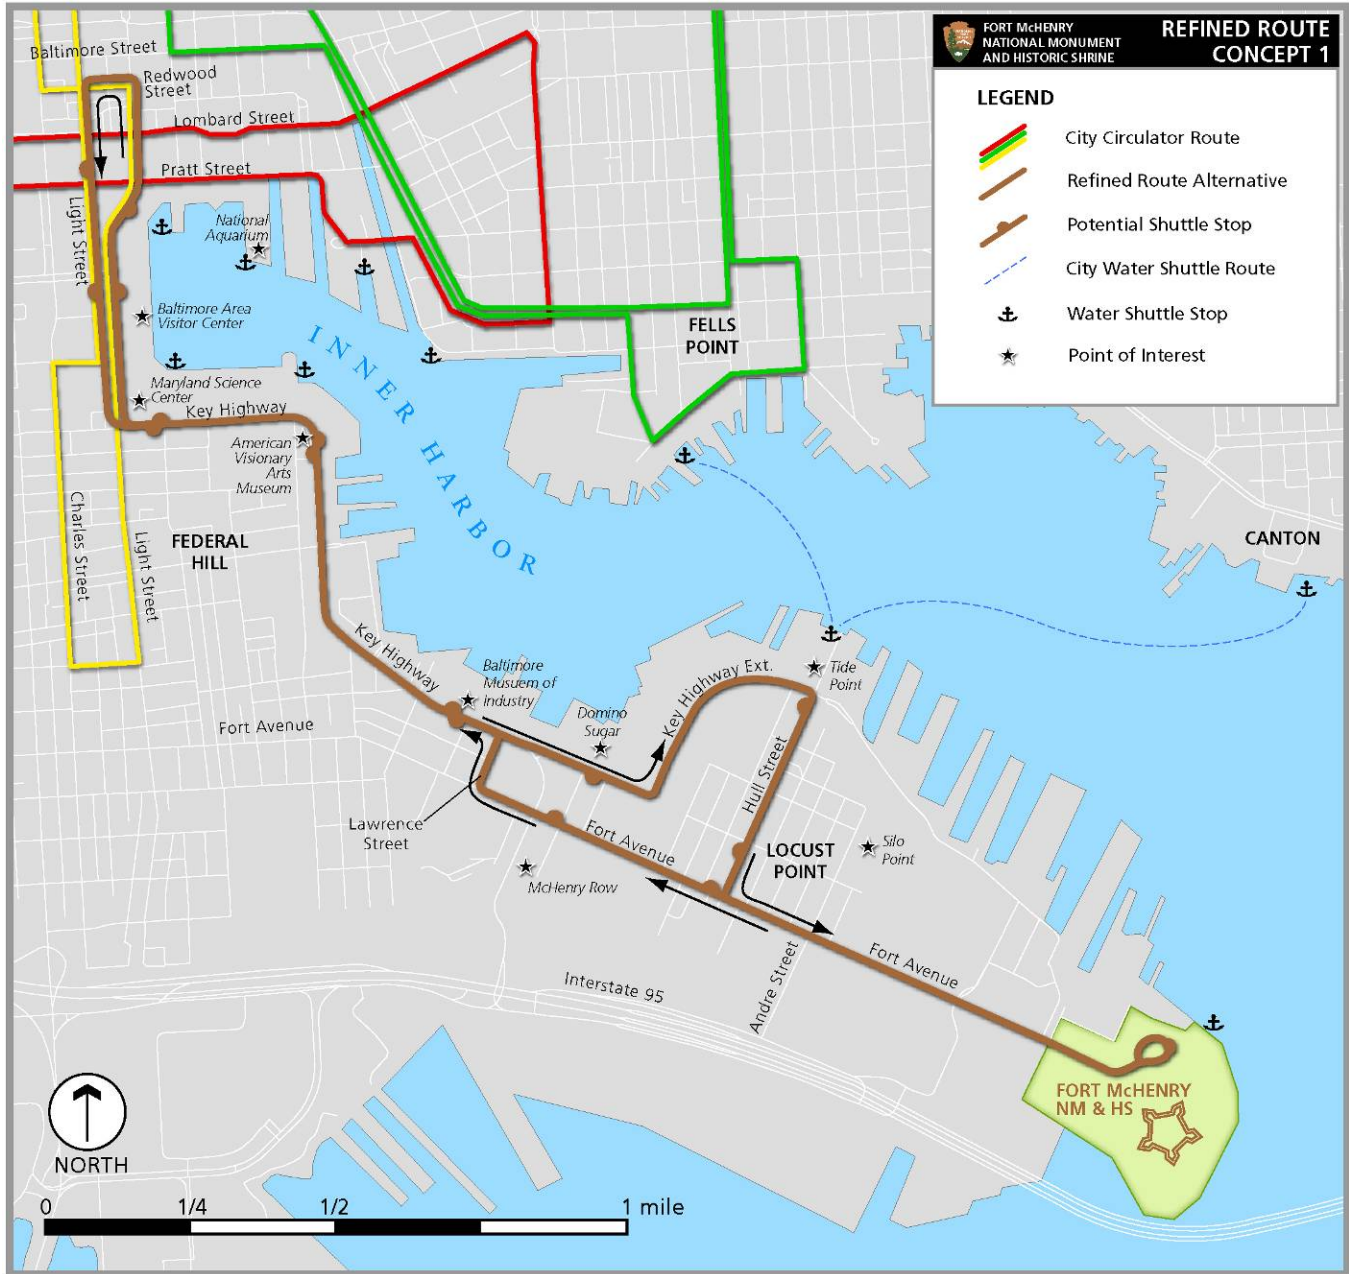 FORT McHENRY
NATIONAL MONUMENT
AND HISTORIC SHRINE
REFINED ROUTE
CONCEPT 1
LEGEND
City Circulator Route
Refined Route Alternative
Potential Shuttle Stop
City Water Shuttle Route
Water Shuttle Stop
Point of Interest
Baltimore Street
Redwood
Street
Lombard Street
Pratt Street
Light Street
National
Aquarium
Baltimore Area
Visitor Center
INNER HARBOR
FELLS
POINT
Maryland Science
Center
Key Highway
American
Visionary
Arts
Museum
Charles Street
Light Street
FEDERAL
HILL
CANTON
Key Highway
Baltimore
Musuem of
Industry
Key Highway Ext.
Tide
Point
Domino
Sugar
Fort Avenue
Hull Street
Lawrence
Street
Fort Avenue
LOCUST
POINT
Silo
Point
McHenry Row
Fort Avenue
Andre Street
Interstate 95
FORT McHENRY
NM & HS
NORTH
0 1/4 1/2 1 mile